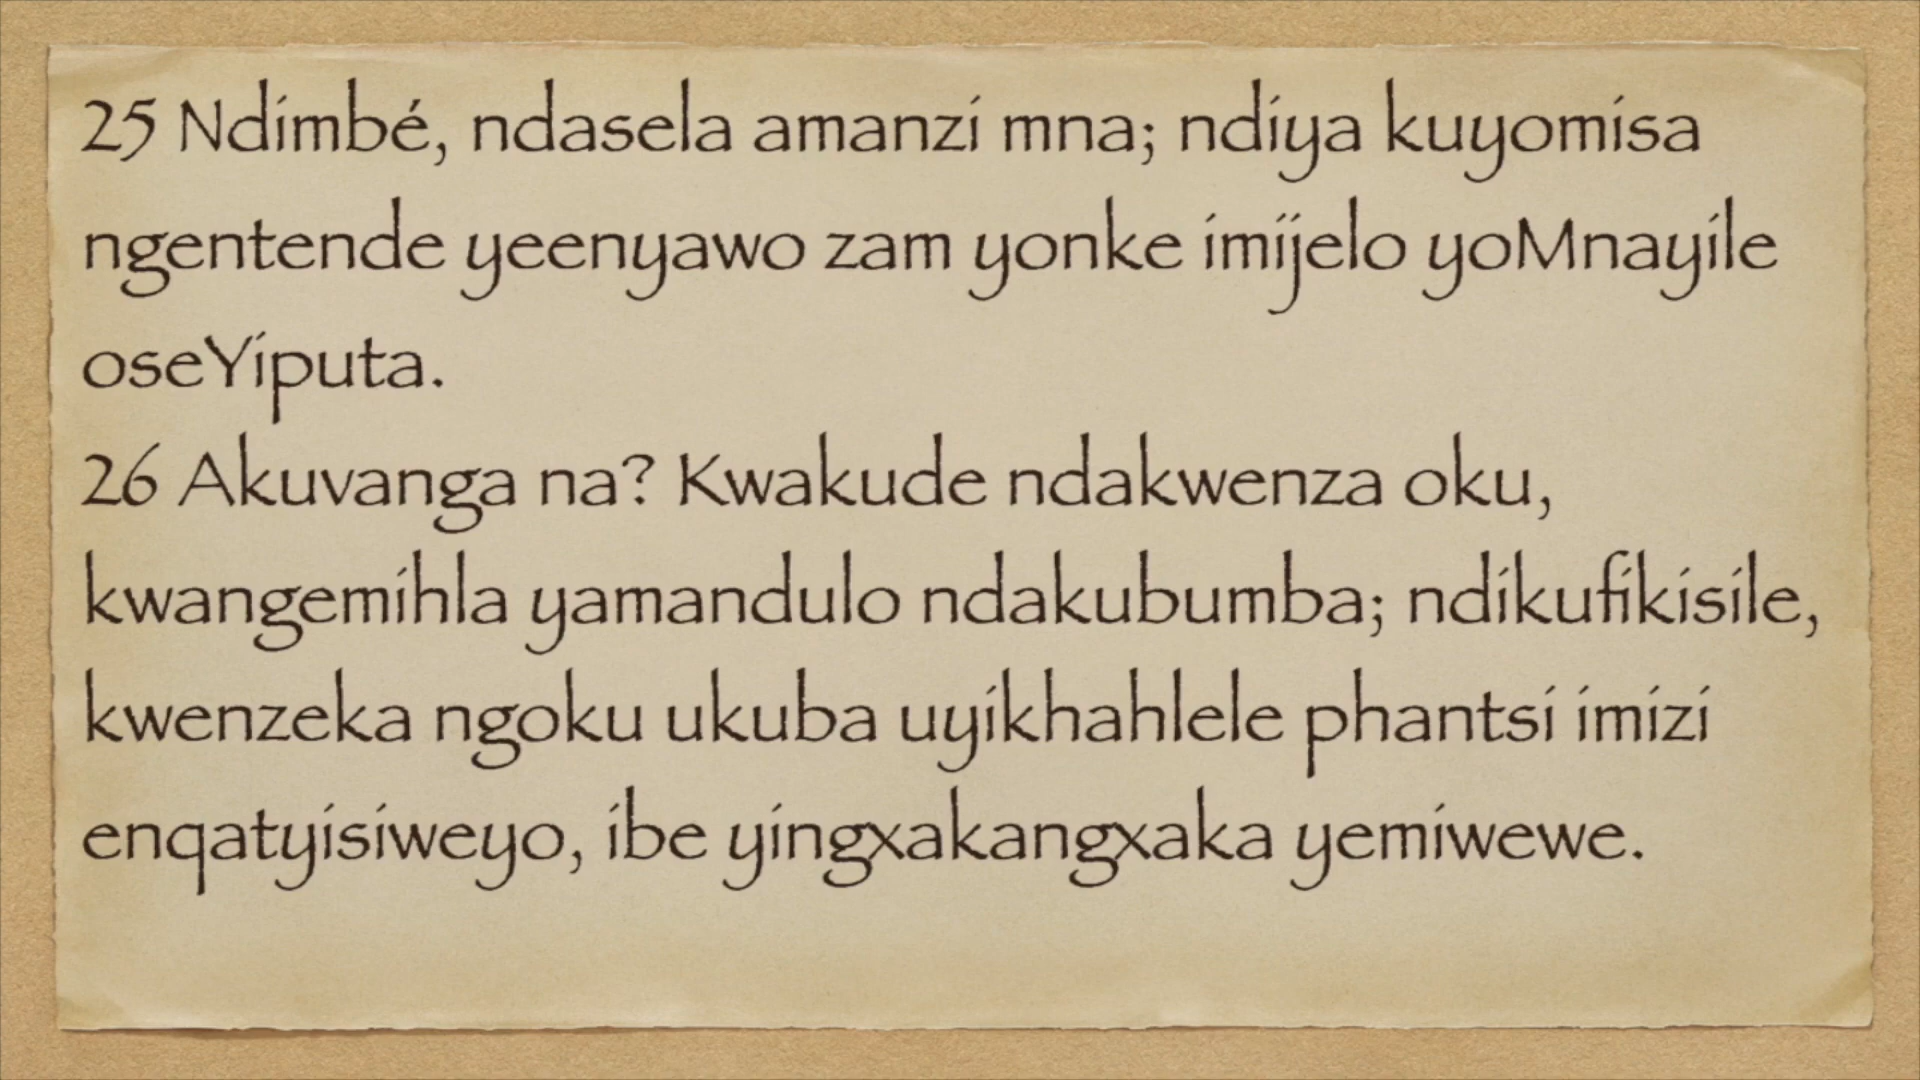 25 Ndimbé, ndasela amanzi mna; ndiya kuyomisa
ngentende yeenyawo zam yonke imijelo yoMnayile
oseYiputa.
26 Akuvanga na? Kwakude ndakwenza oku,
kwangemihla yamandulo ndakubumba; ndikufikisile,
kwenzeka ngoku ukuba uyikhahlele phantsi imizi
enqatyisiweyo, ibe yingxakangxaka yemiwewe.